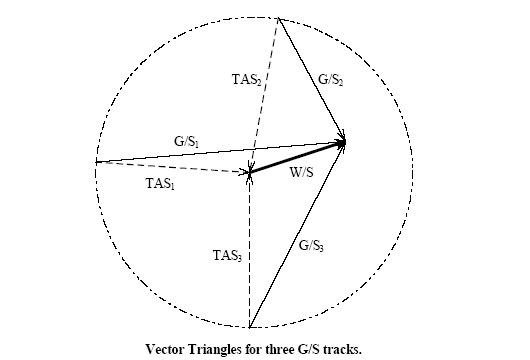 TAS₂
G/S₂
G/S₁
W/S
TAS₁
G/S₃
TAS₃
Vector Triangles for three G/S tracks.